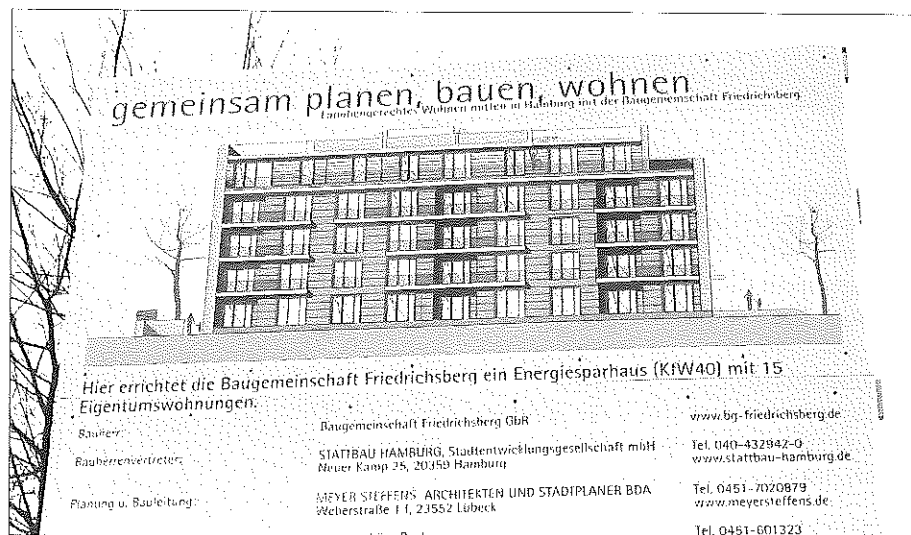 gemeinsam planen, bauen, wohnen
Familiengerechtes Wohnen mitten in Hamburg mit der Baugemeinschaft Friedrichsberg
Hier errichtet die Baugemeinschaft Friedrichsberg ein Energiesparhaus (KfW40) mit 15
Eigentumswohnungen.
Bauherr: Baugemeinschaft Friedrichsberg GbR www.bg-friedrichsberg.de
Bauherrenvertreter: STATTBAU HAMBURG, Stadtentwicklungsgesellschaft mbH Tel. 040-432942-0
Neuer Kamp 25, 20359 Hamburg www.stattbau-hamburg.de
Planung u. Bauleitung: MEYER STEFFENS ARCHITEKTEN UND STADTPLANER BDA Tel. 0451-7020879
Weberstraße 1 f, 23552 Lübeck www.meyersteffens.de
Tel. 0451-601323